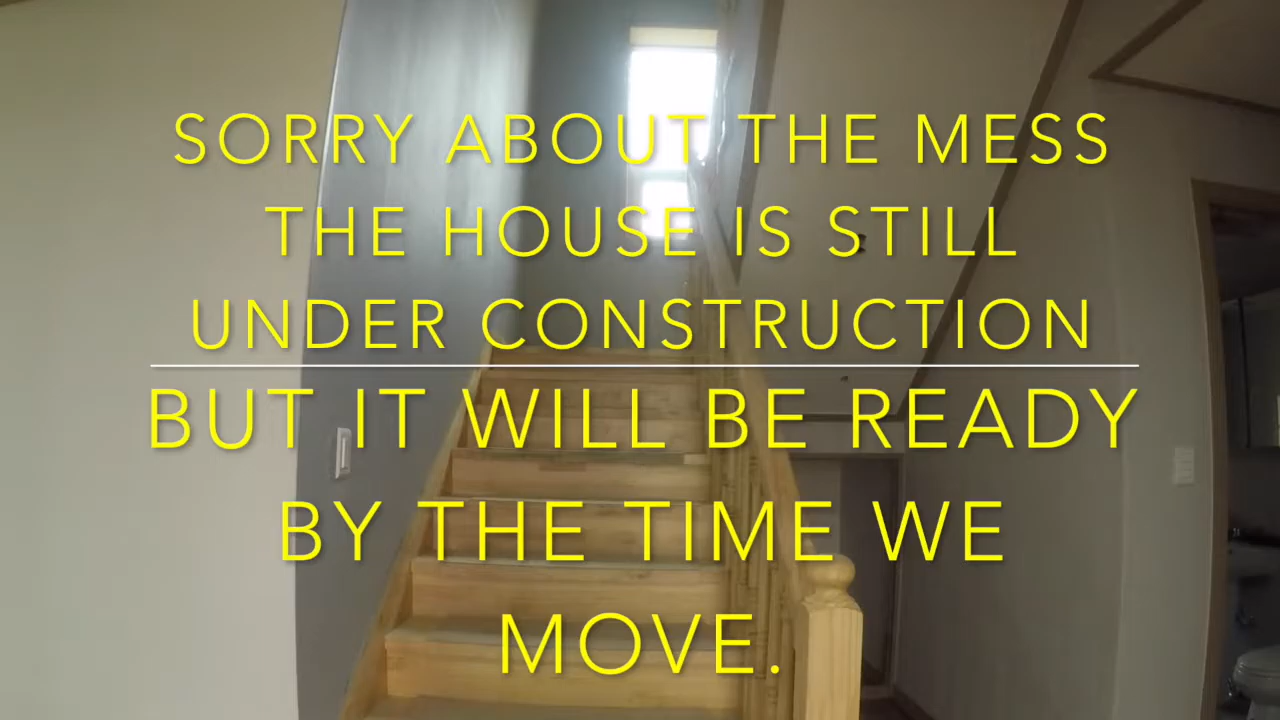 SORRY ABOUT THE MESS
THE HOUSE IS STILL
UNDER CONSTRUCTION
BUT IT WILL BE READY
BY THE TIME WE
MOVE.